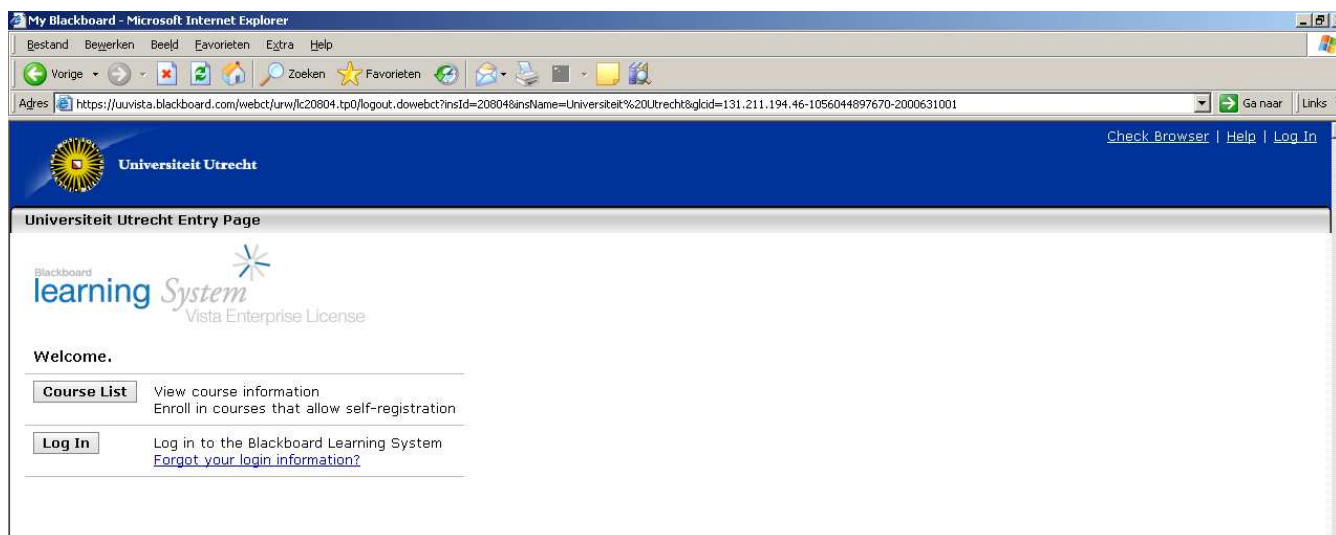 My Blackboard - Microsoft Internet Explorer
Bestand Bewerken Beeld Favorieten Extra Help
Vorige Zoeken Favorieten
Adres https://uuvista.blackboard.com/webct/urw/lc20804.tp0/logout.dowebct?insId=20804&insName=Universiteit%20Utrecht&glcid=131.211.194.46-1056044897670-2000631001 Ga naar Links
Check Browser | Help | Log In
Universiteit Utrecht
Universiteit Utrecht Entry Page
Blackboard
learning System
Vista Enterprise License
Welcome.
Course List View course information
Enroll in courses that allow self-registration
Log In Log in to the Blackboard Learning System
Forgot your login information?